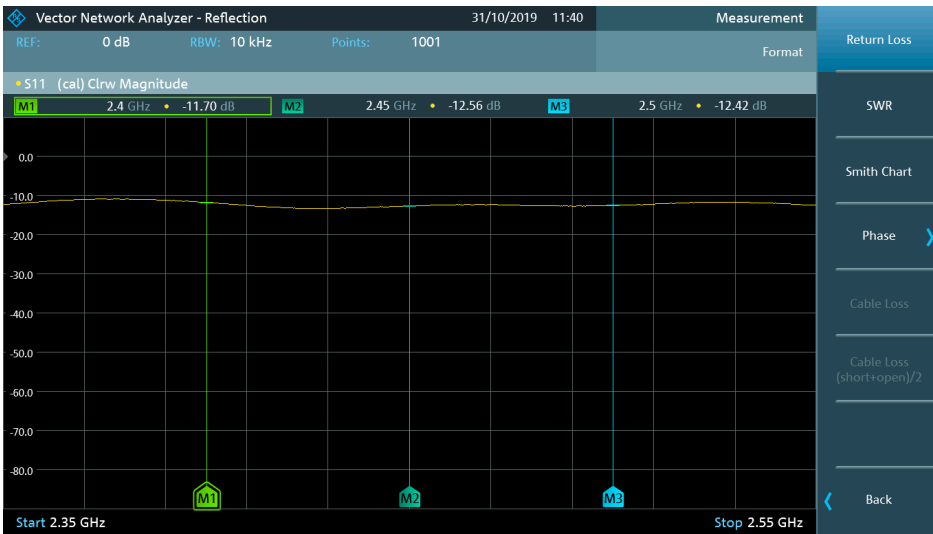 Vector Network Analyzer - Reflection 31/10/2019 11:40 Measurement
REF: 0 dB RBW: 10 kHz Points: 1001
Format
S11 (cal) Clrw Magnitude
M1 2.4 GHz • -11.70 dB M2 2.45 GHz • -12.56 dB M3 2.5 GHz • -12.42 dB
0.0
-10.0
-20.0
-30.0
-40.0
-50.0
-60.0
-70.0
-80.0
M1 M2 M3
Start 2.35 GHz Stop 2.55 GHz
Return Loss
SWR
Smith Chart
Phase
Cable Loss
Cable Loss
(short+open)/2
Back